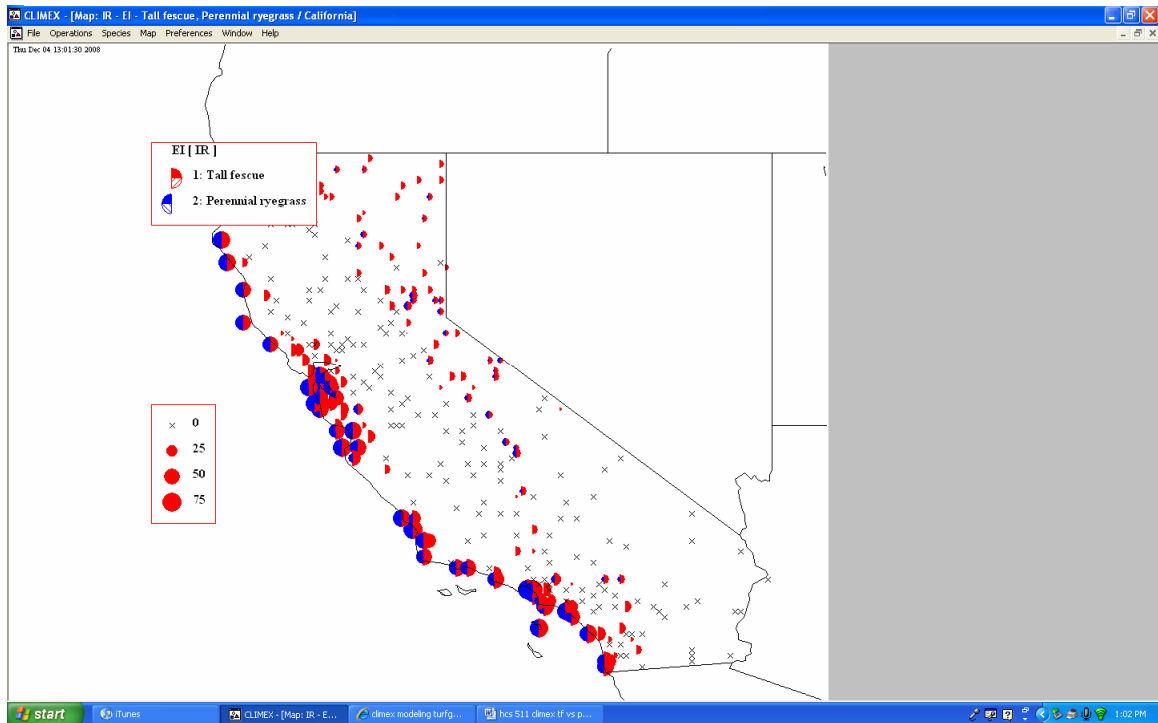 CLIMEX - [Map: IR - EI - Tall fescue, Perennial ryegrass / California]
File Operations Species Map Preferences Window Help
Thu Dec 04 13:01:30 2008
EI [ IR ]
1: Tall fescue
2: Perennial ryegrass
0
25
50
75
start iTunes CLIMEX - [Map: IR - E... climex modeling turfg... hcs 511 climex tf vs p... 1:02 PM